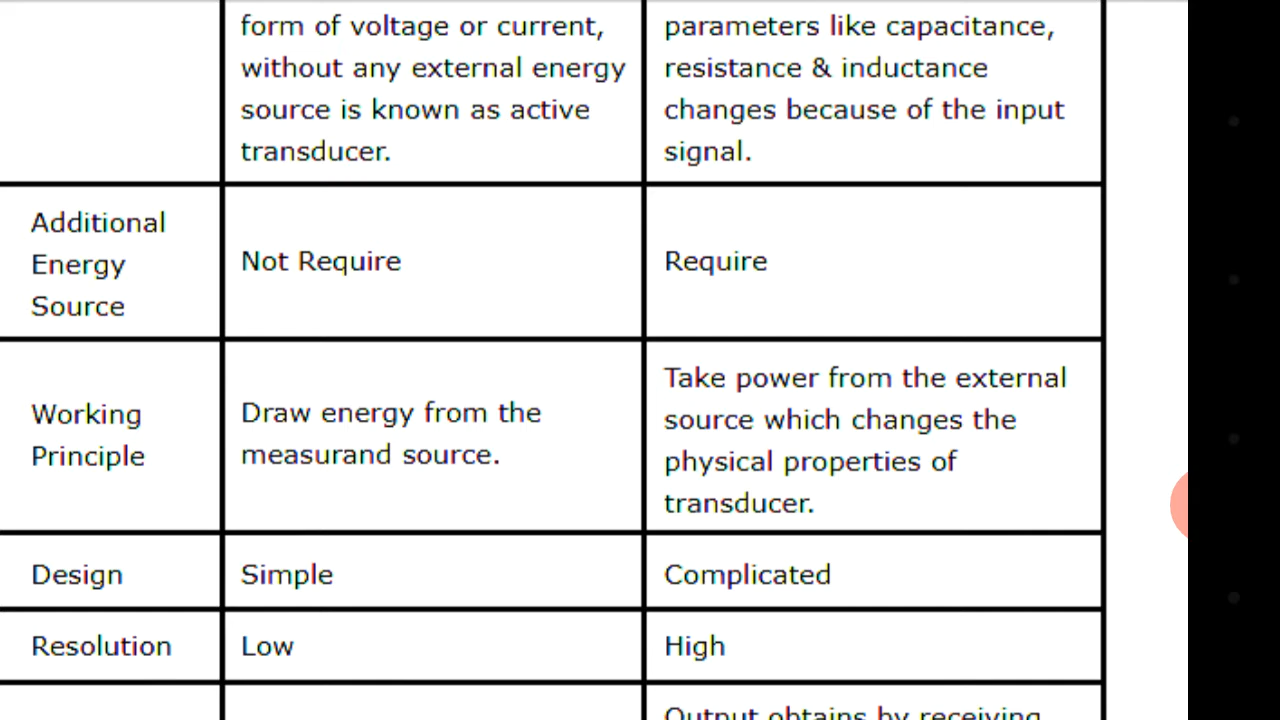 form of voltage or current,
without any external energy
source is known as active
transducer.
parameters like capacitance,
resistance & inductance
changes because of the input
signal.
Additional
Energy
Source
Not Require
Require
Working
Principle
Draw energy from the
measurand source.
Take power from the external
source which changes the
physical properties of
transducer.
Design
Simple
Complicated
Resolution
Low
High
Output obtains by receiving